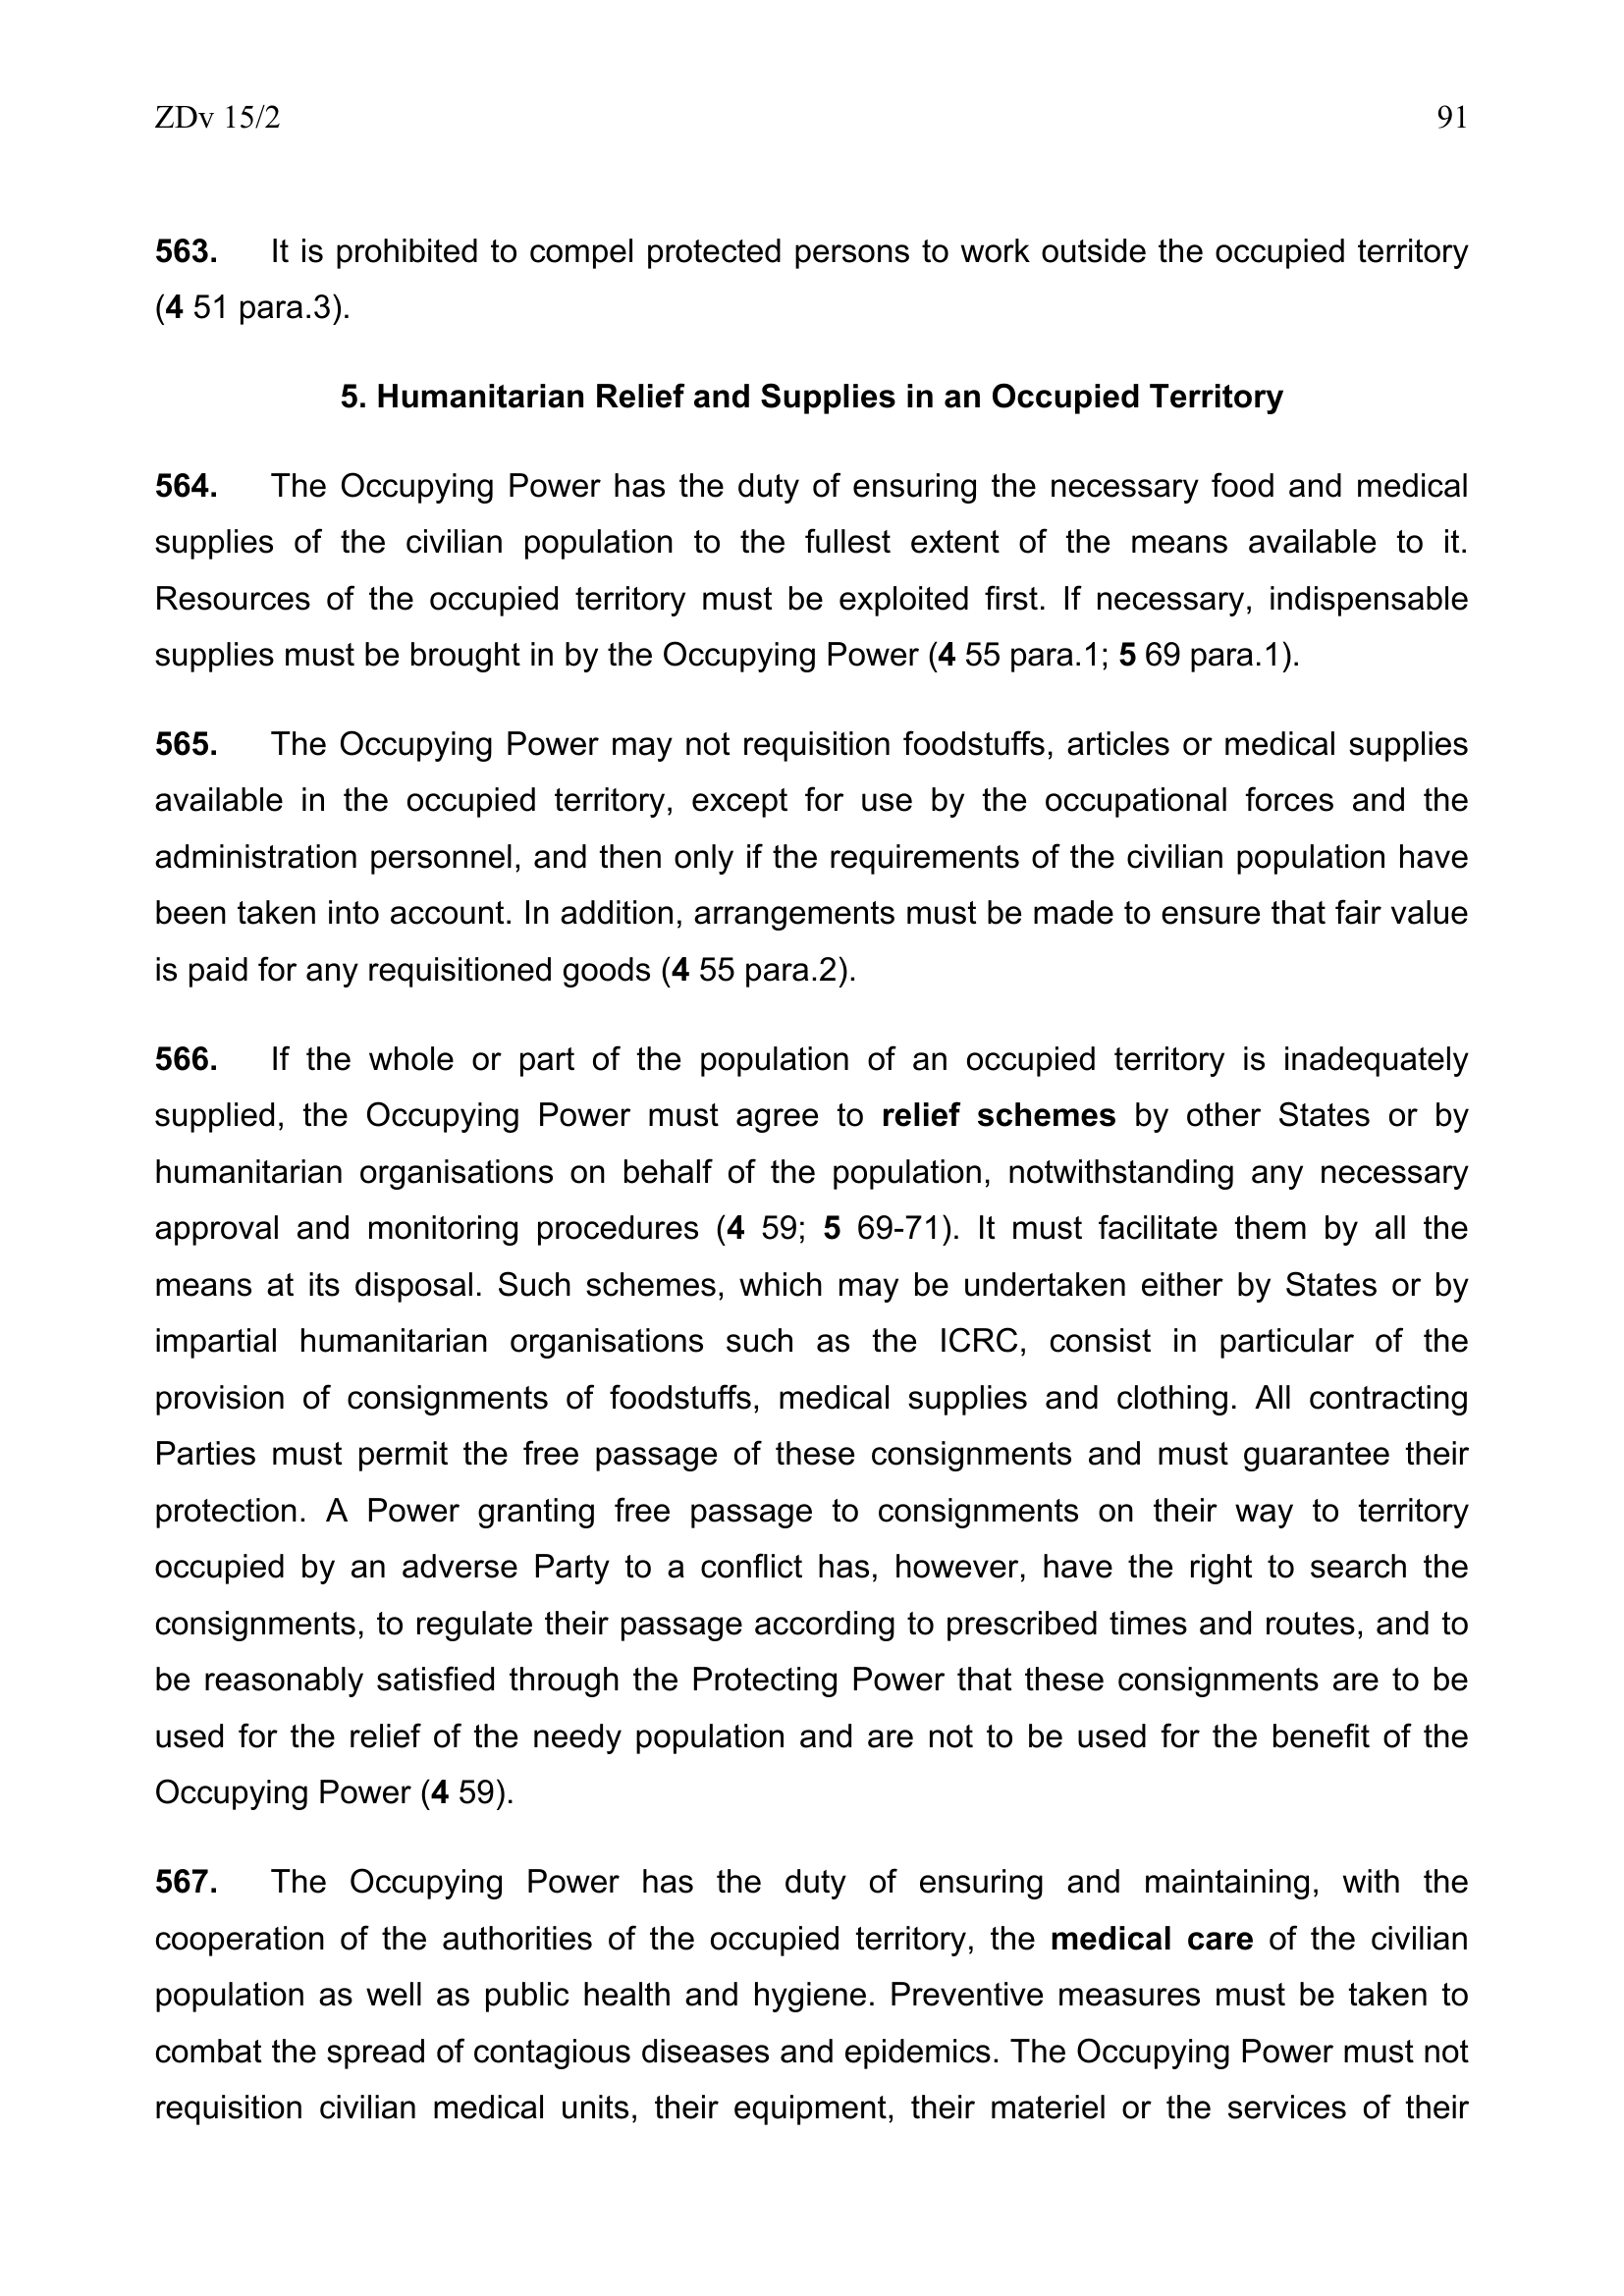 ZDv 15/2 91
563. It is prohibited to compel protected persons to work outside the occupied territory
(4 51 para.3).
5. Humanitarian Relief and Supplies in an Occupied Territory
564. The Occupying Power has the duty of ensuring the necessary food and medical
supplies of the civilian population to the fullest extent of the means available to it.
Resources of the occupied territory must be exploited first. If necessary, indispensable
supplies must be brought in by the Occupying Power (4 55 para.1; 5 69 para.1).
565. The Occupying Power may not requisition foodstuffs, articles or medical supplies
available in the occupied territory, except for use by the occupational forces and the
administration personnel, and then only if the requirements of the civilian population have
been taken into account. In addition, arrangements must be made to ensure that fair value
is paid for any requisitioned goods (4 55 para.2).
566. If the whole or part of the population of an occupied territory is inadequately
supplied, the Occupying Power must agree to relief schemes by other States or by
humanitarian organisations on behalf of the population, notwithstanding any necessary
approval and monitoring procedures (4 59; 5 69-71). It must facilitate them by all the
means at its disposal. Such schemes, which may be undertaken either by States or by
impartial humanitarian organisations such as the ICRC, consist in particular of the
provision of consignments of foodstuffs, medical supplies and clothing. All contracting
Parties must permit the free passage of these consignments and must guarantee their
protection. A Power granting free passage to consignments on their way to territory
occupied by an adverse Party to a conflict has, however, have the right to search the
consignments, to regulate their passage according to prescribed times and routes, and to
be reasonably satisfied through the Protecting Power that these consignments are to be
used for the relief of the needy population and are not to be used for the benefit of the
Occupying Power (4 59).
567. The Occupying Power has the duty of ensuring and maintaining, with the
cooperation of the authorities of the occupied territory, the medical care of the civilian
population as well as public health and hygiene. Preventive measures must be taken to
combat the spread of contagious diseases and epidemics. The Occupying Power must not
requisition civilian medical units, their equipment, their materiel or the services of their